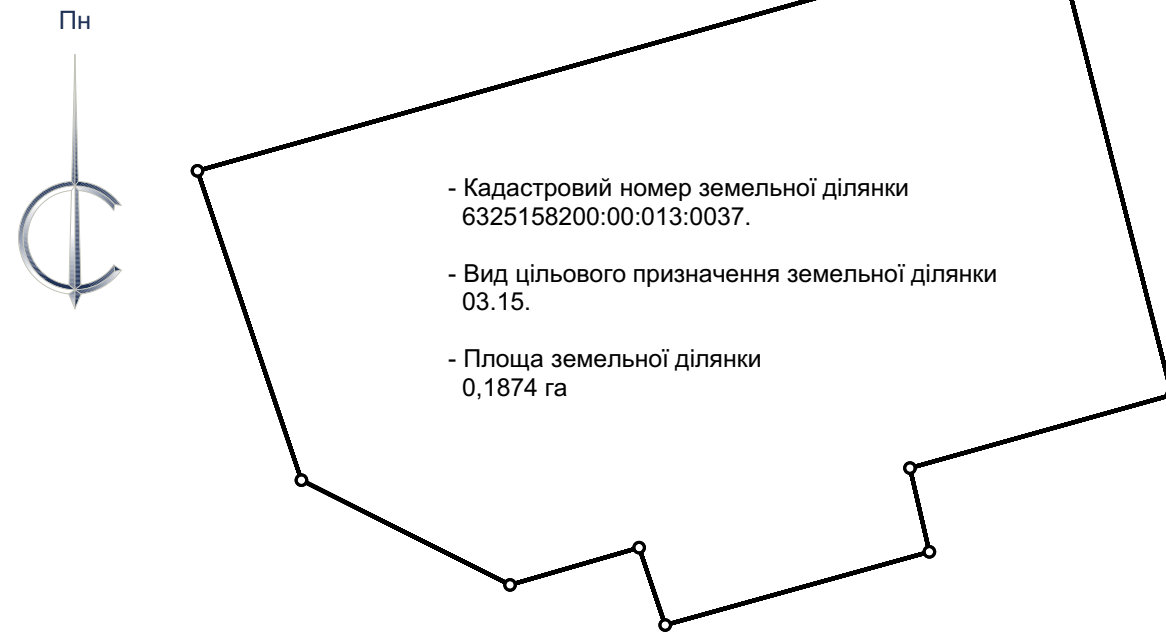 Пн
- Кадастровий номер земельної ділянки
6325158200:00:013:0037.
- Вид цільового призначення земельної ділянки
03.15.
- Площа земельної ділянки
0,1874 га